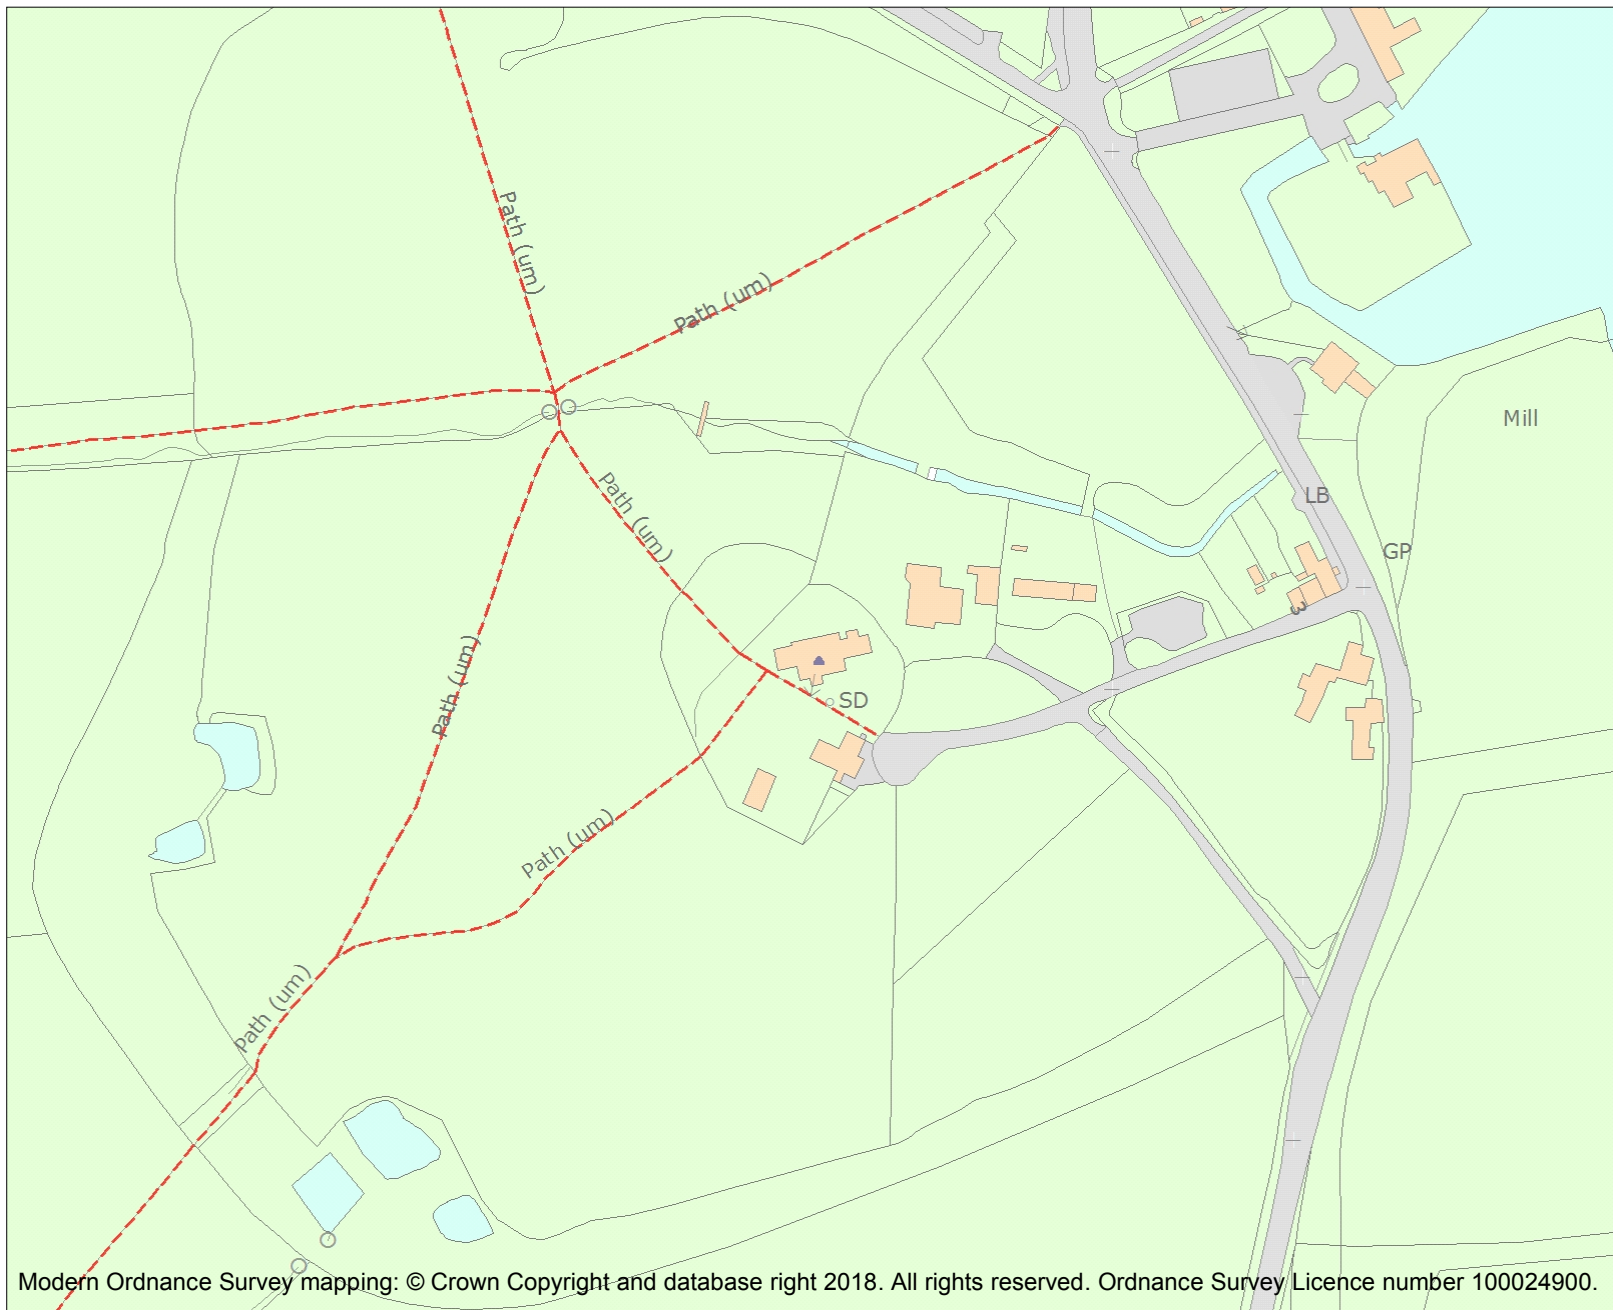 Path (um)
Path (um)
Mill
Path (um)
LB
GP
3
Path (um)
SD
Path (um)
Path (um)
Modern Ordnance Survey mapping: © Crown Copyright and database right 2018. All rights reserved. Ordnance Survey Licence number 100024900.